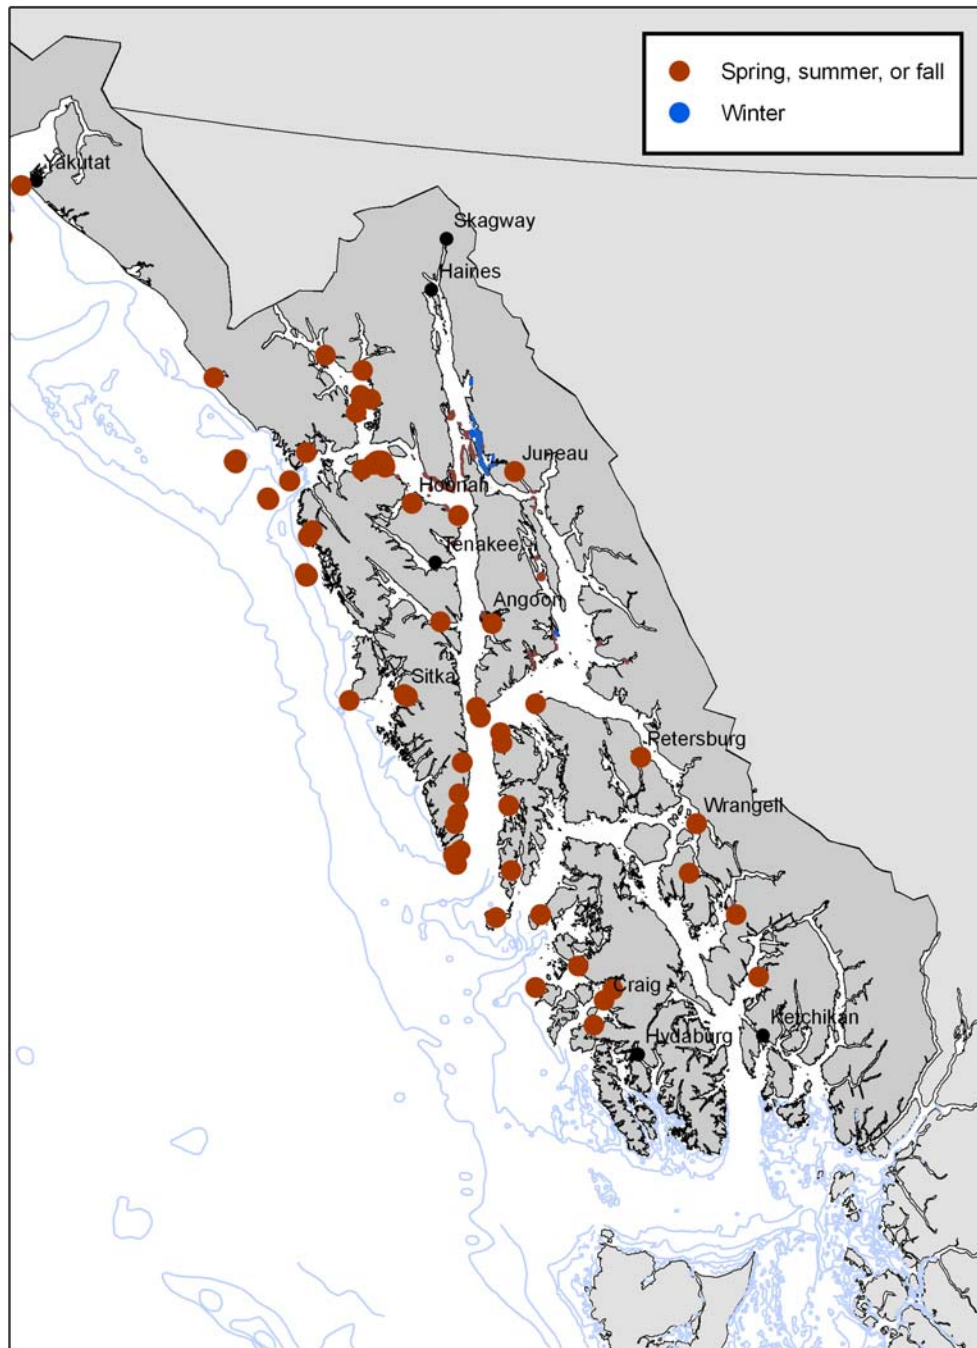 Spring, summer, or fall
Winter
Yakutat
Skagway
Haines
Juneau
Hoonah
Tenakee
Angoon
Sitka
Petersburg
Wrangell
Craig
Ketchikan
Hydaburg